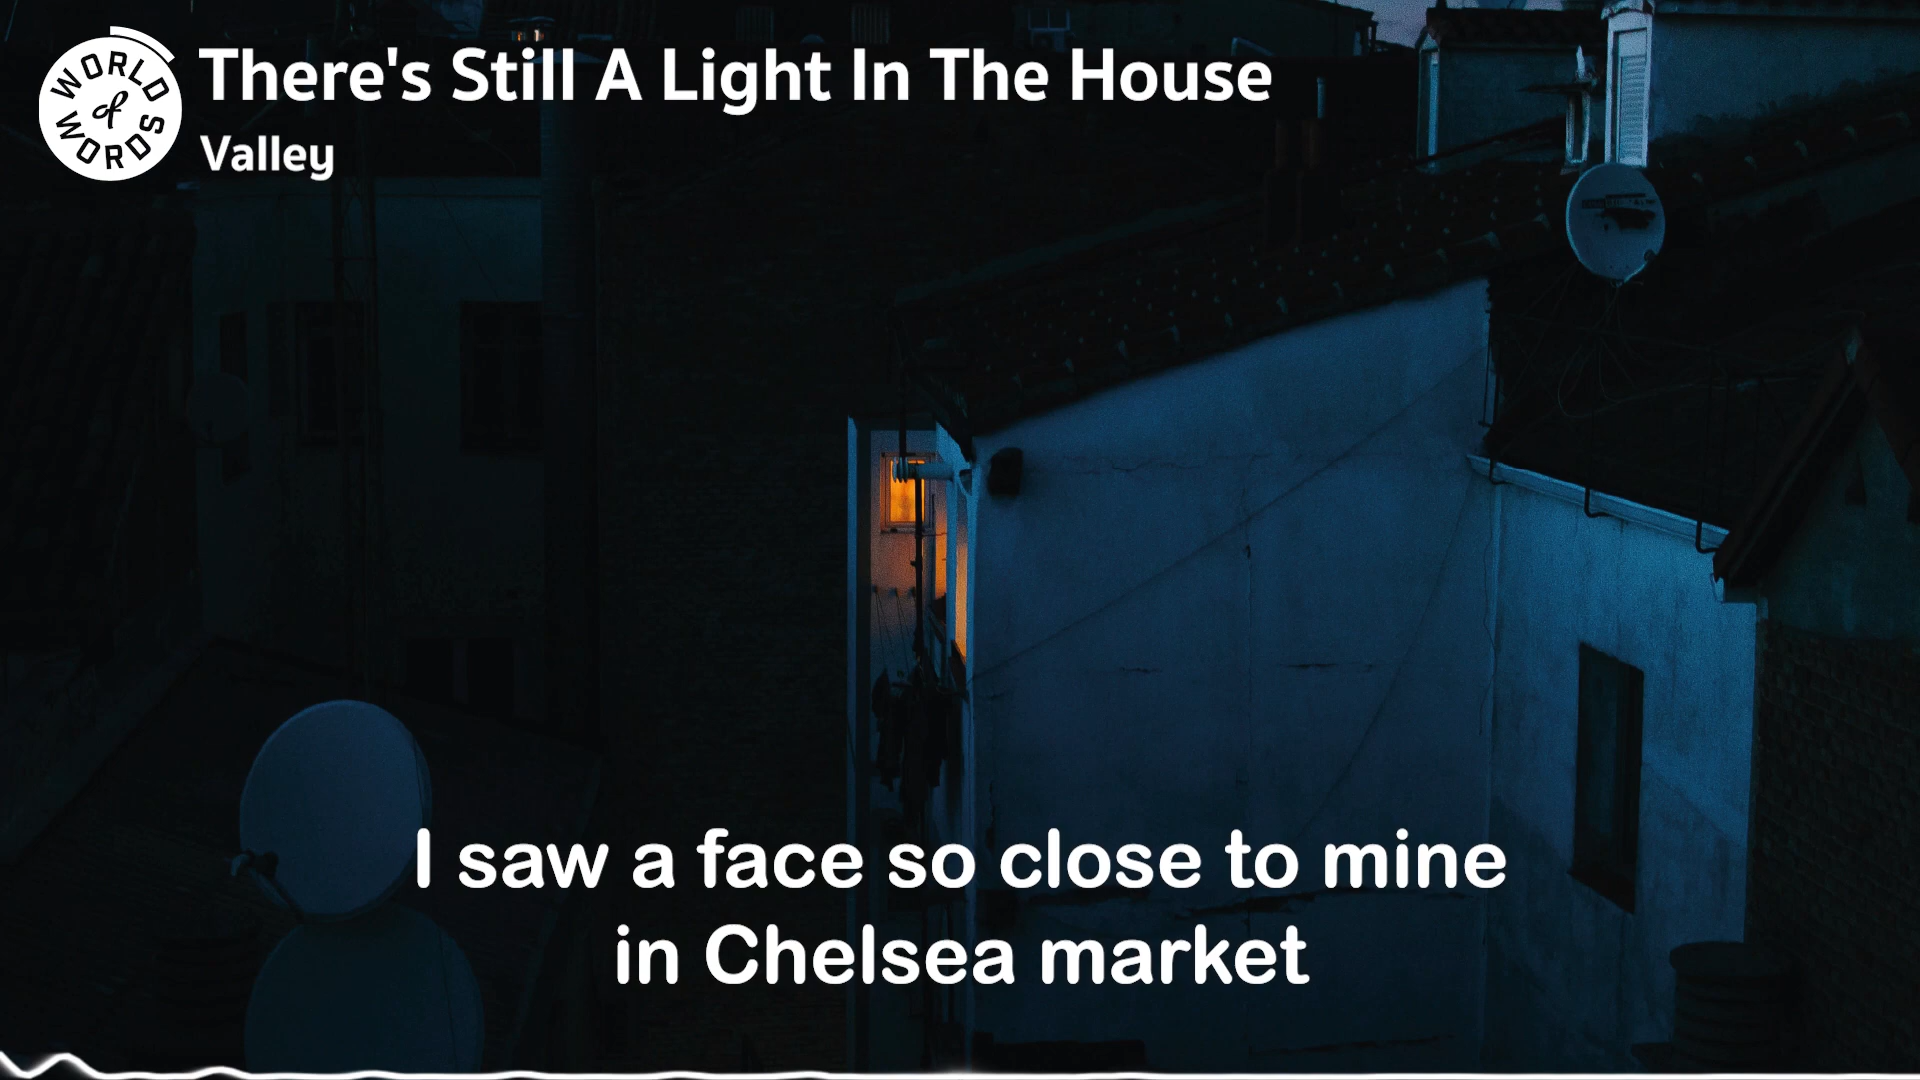 WORLD of WORDS
There's Still A Light In The House
Valley
I saw a face so close to mine
in Chelsea market